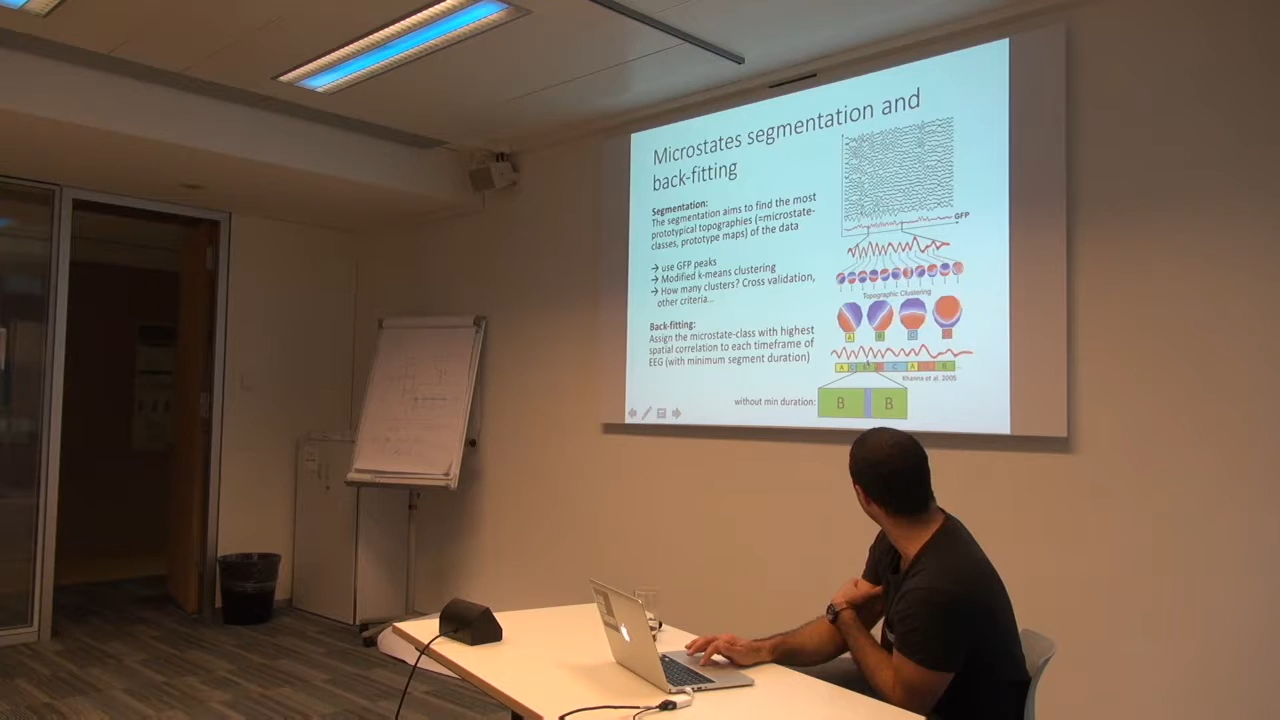 Microstates segmentation and
back-fitting
Segmentation:
The segmentation aims to find the most
prototypical topographies (=microstate-
classes, prototype maps) of the data
→ use GFP peaks
→ Modified k-means clustering
→ How many clusters? Cross validation,
other criteria...
Back-fitting:
Assign the microstate-class with highest
spatial correlation to each timeframe of
EEG (with minimum segment duration)
without min duration:
GFP
Topographic Clustering
A B C
A C B C A B
Khanna et al. 2005
B B